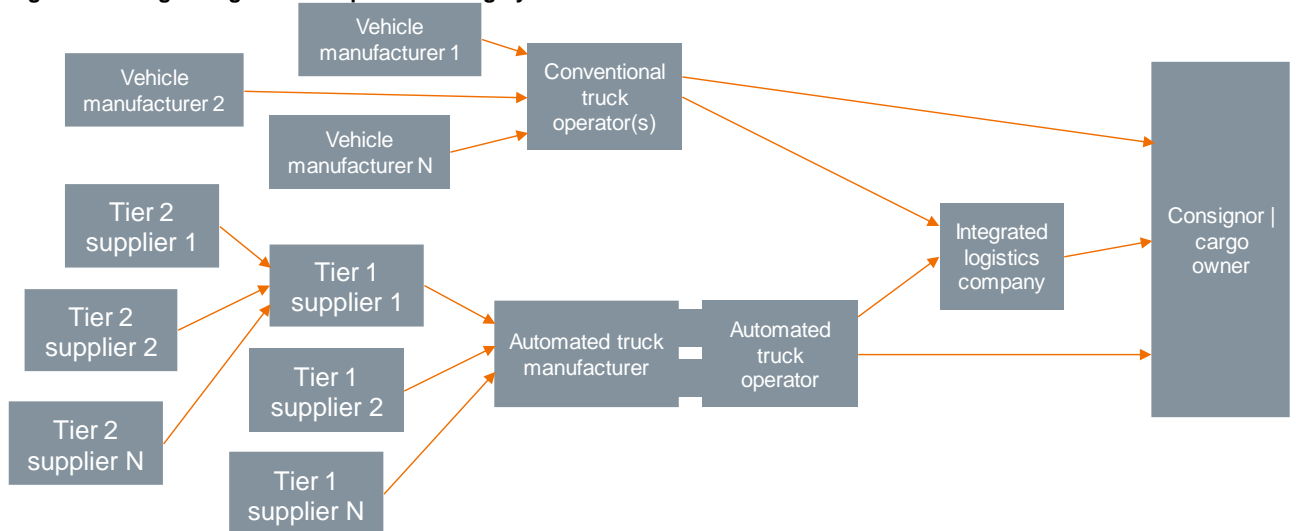 Vehicle
manufacturer 1
Vehicle
manufacturer 2
Vehicle
manufacturer N
Conventional
truck
operator(s)
Tier 2
supplier 1
Tier 2
supplier 2
Tier 2
supplier N
Tier 1
supplier 1
Tier 1
supplier 2
Tier 1
supplier N
Automated truck
manufacturer
Automated
truck
operator
Integrated
logistics
company
Consignor |
cargo
owner